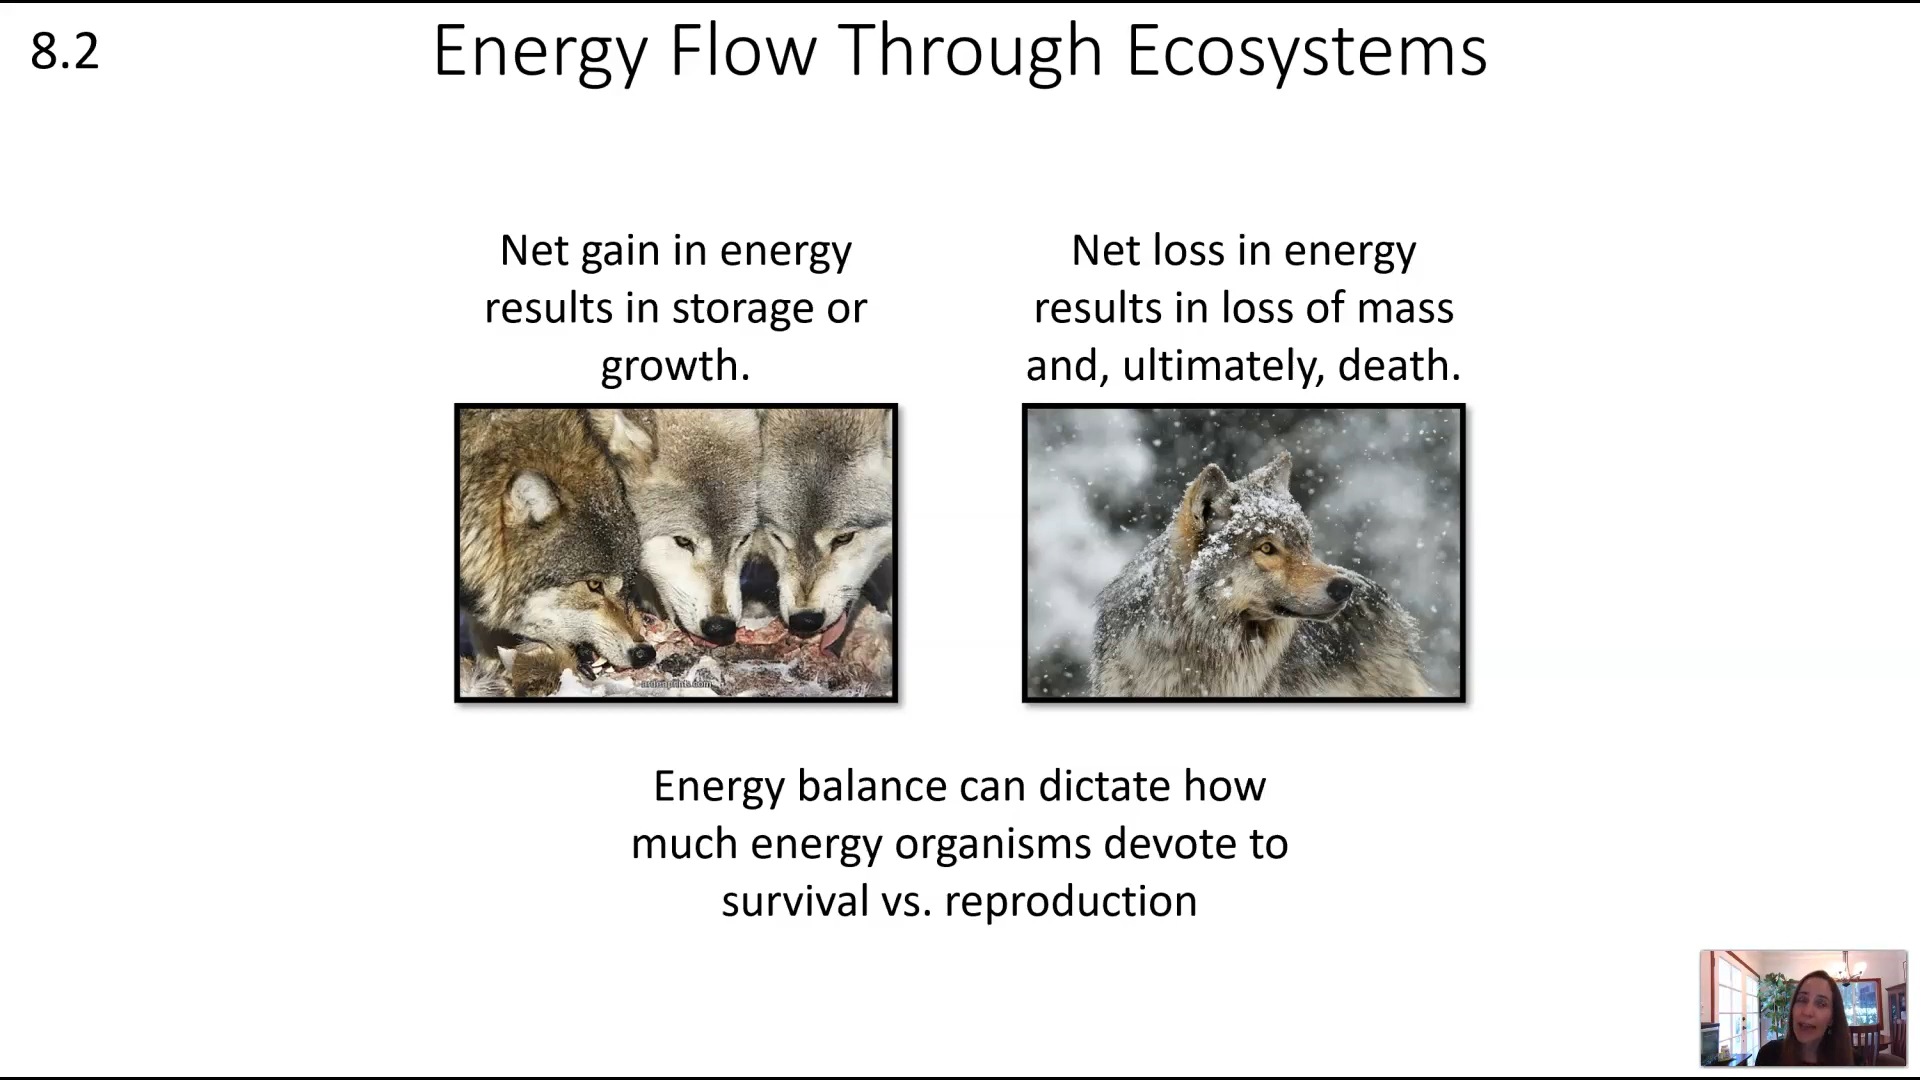 8.2
Energy Flow Through Ecosystems
Net gain in energy
results in storage or
growth.
Net loss in energy
results in loss of mass
and, ultimately, death.
Energy balance can dictate how
much energy organisms devote to
survival vs. reproduction